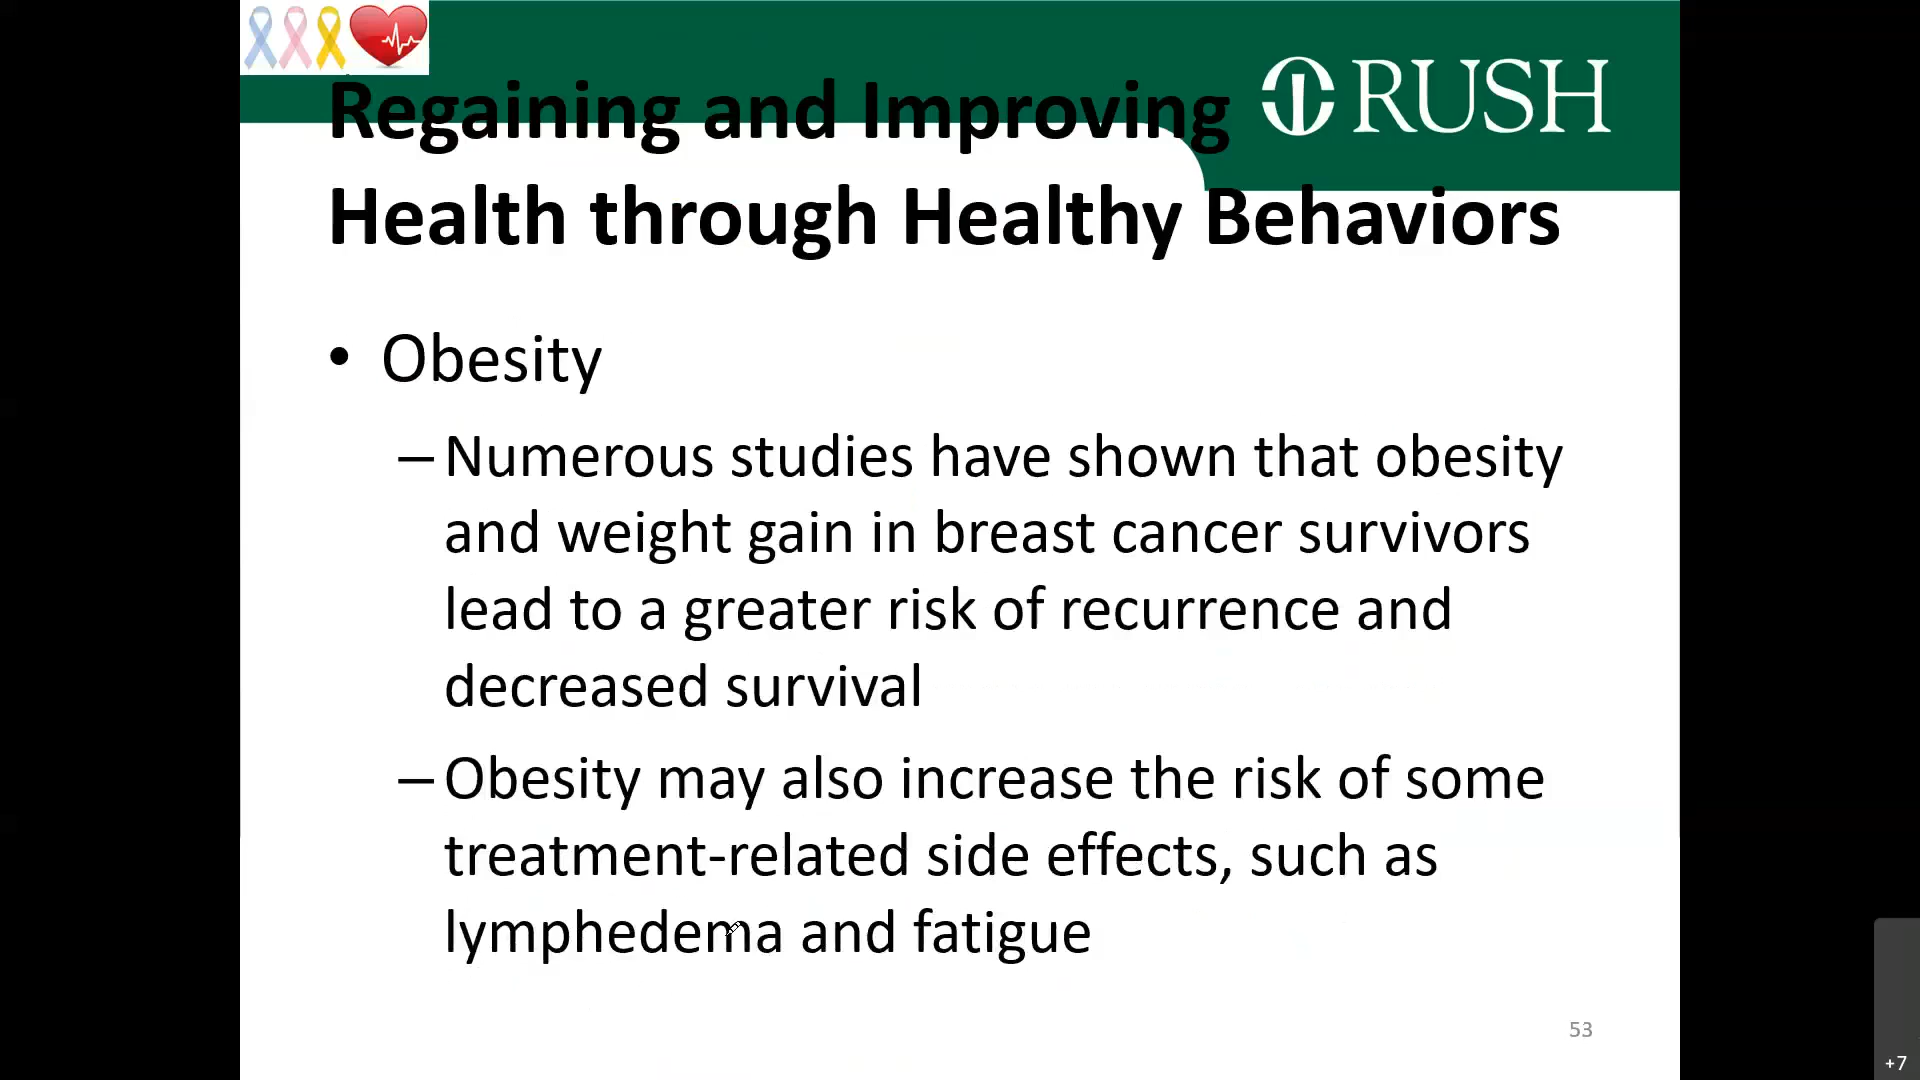 RUSH
Regaining and Improving
Health through Healthy Behaviors
• Obesity
– Numerous studies have shown that obesity
and weight gain in breast cancer survivors
lead to a greater risk of recurrence and
decreased survival
– Obesity may also increase the risk of some
treatment-related side effects, such as
lymphedema and fatigue
53
+7